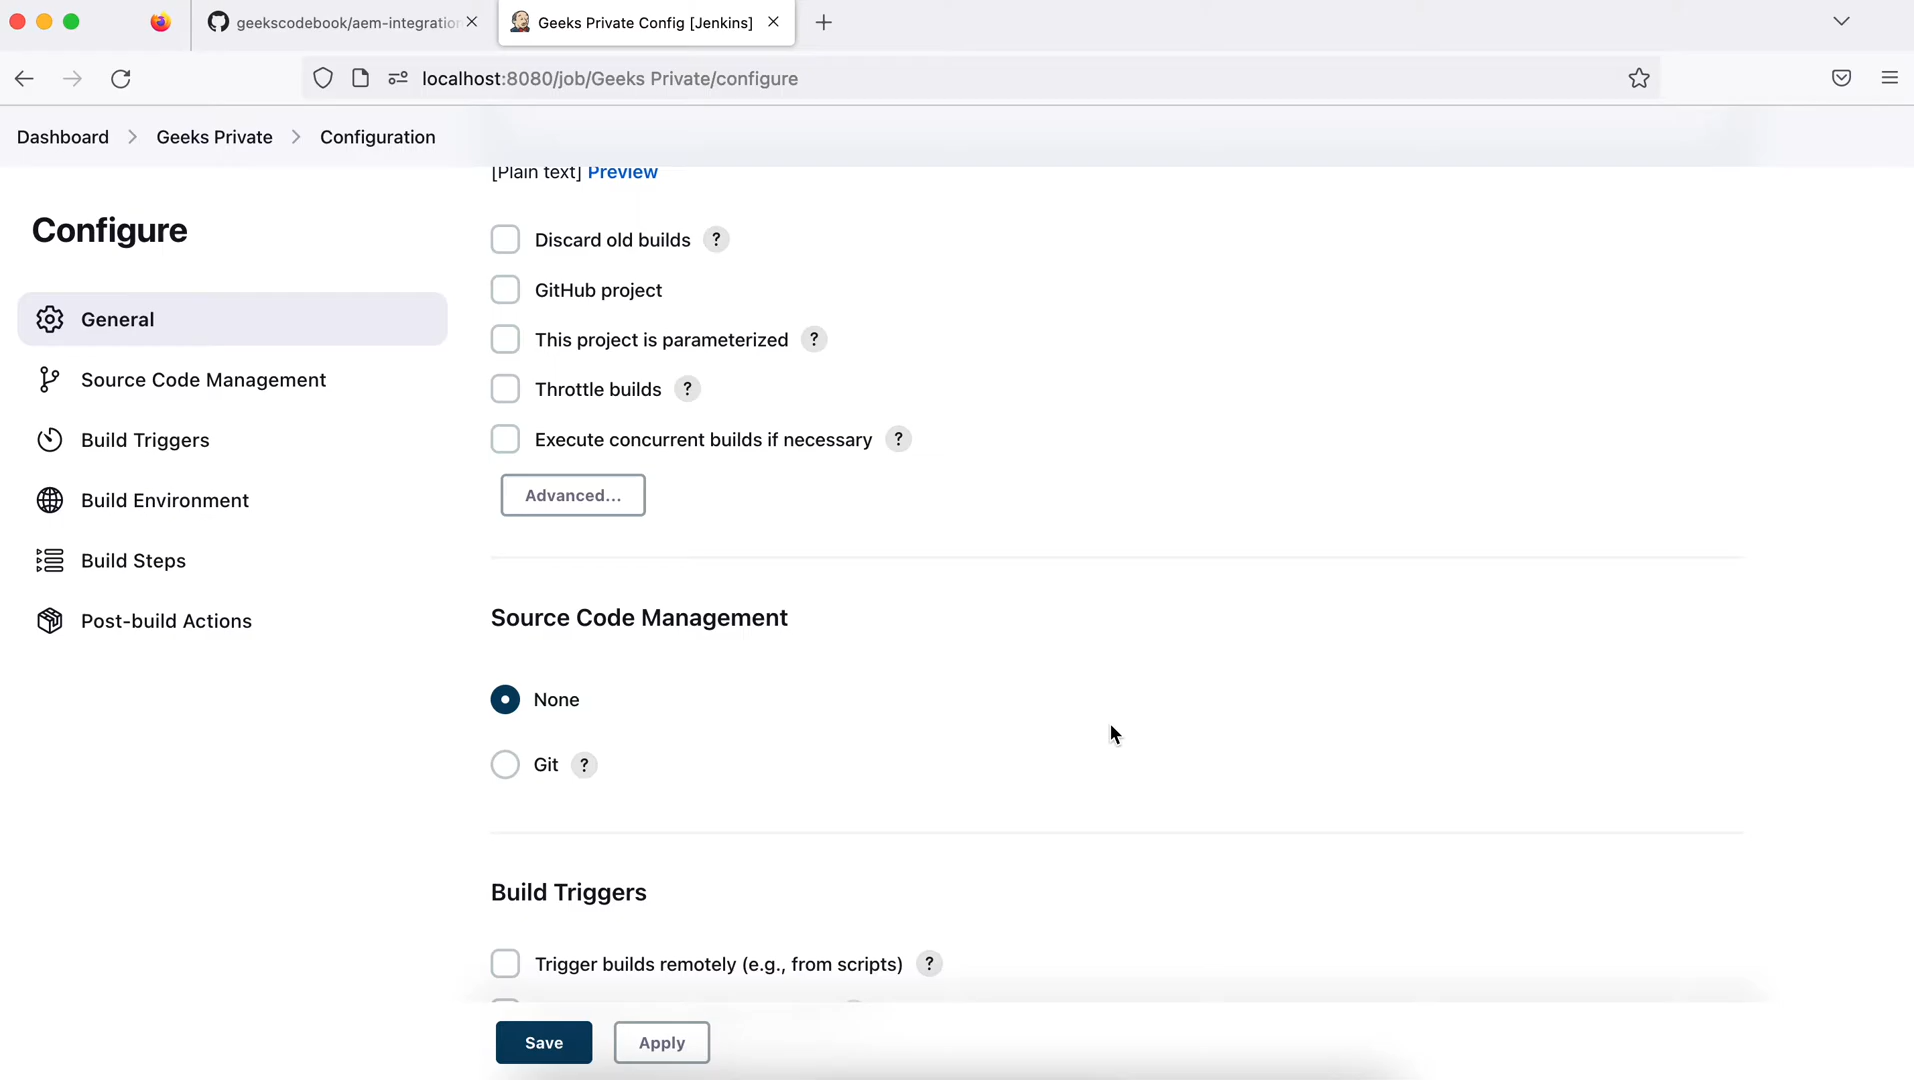 geekscodebook/aem-integration
Geeks Private Config [Jenkins]
localhost:8080/job/Geeks Private/configure
Dashboard
Geeks Private
Configuration
[Plain text] Preview
Configure
General
Source Code Management
Build Triggers
Build Environment
Build Steps
Post-build Actions
Discard old builds ?
GitHub project
This project is parameterized ?
Throttle builds ?
Execute concurrent builds if necessary ?
Advanced...
Source Code Management
None
Git ?
Build Triggers
Trigger builds remotely (e.g., from scripts) ?
Save
Apply